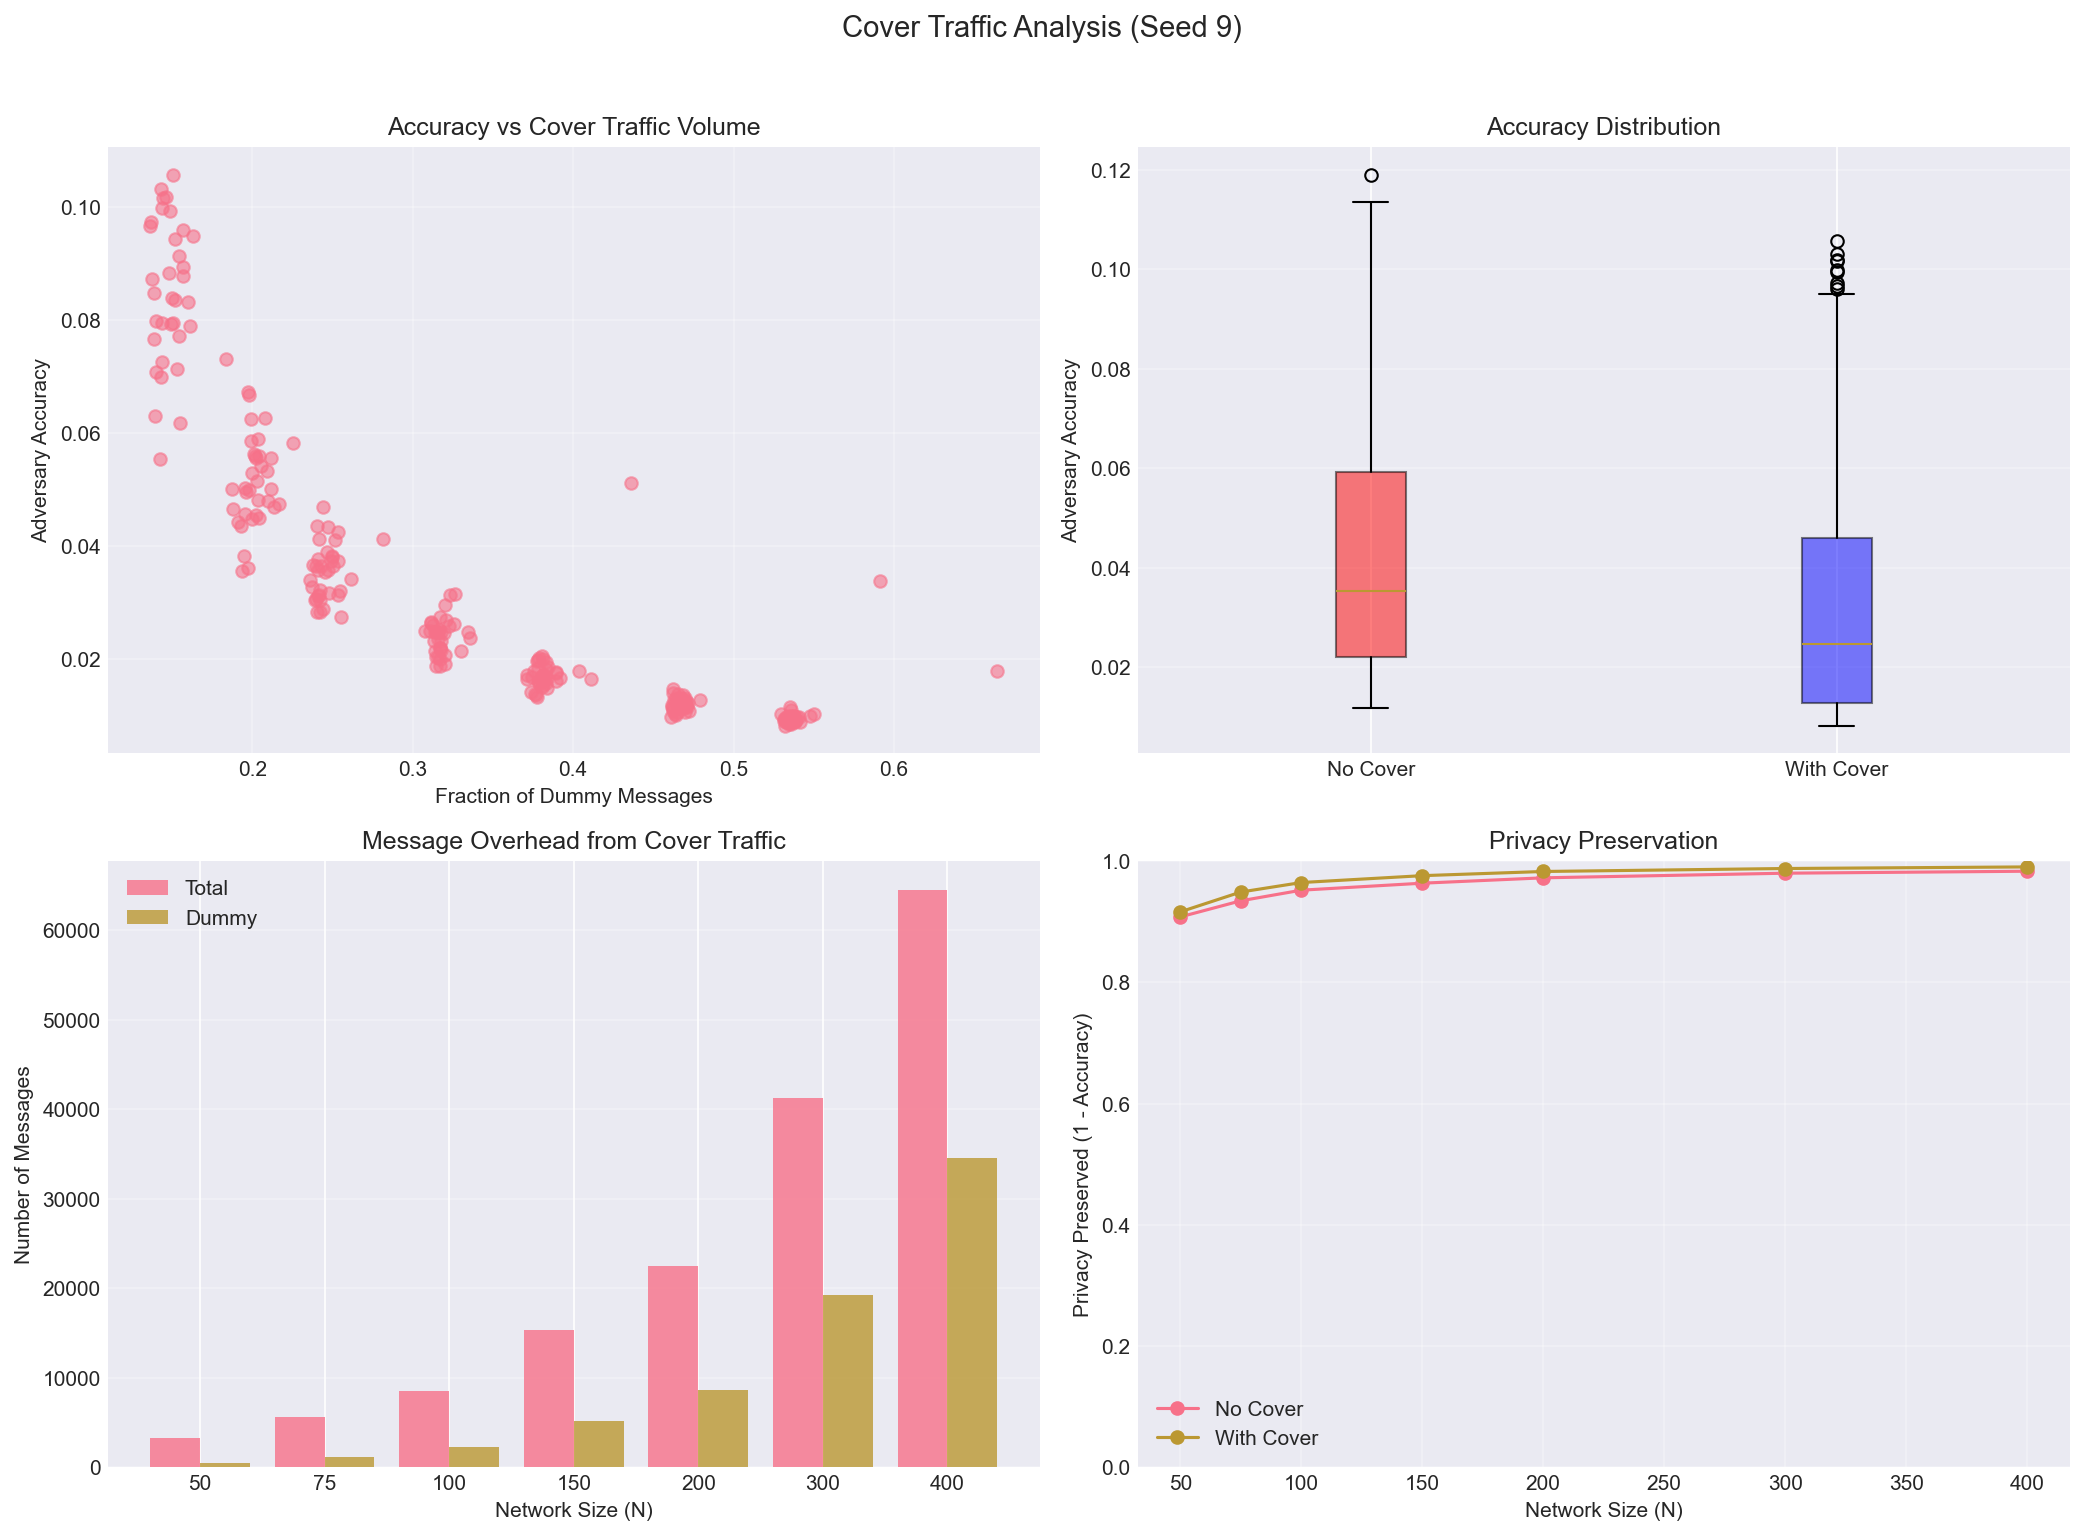 Cover Traffic Analysis (Seed 9)
Accuracy vs Cover Traffic Volume
Adversary Accuracy
0.10
0.08
0.06
0.04
0.02
0.2 0.3 0.4 0.5 0.6
Fraction of Dummy Messages
Accuracy Distribution
Adversary Accuracy
0.12
0.10
0.08
0.06
0.04
0.02
No Cover With Cover
Message Overhead from Cover Traffic
Total
Dummy
Number of Messages
60000
50000
40000
30000
20000
10000
0
50 75 100 150 200 300 400
Network Size (N)
Privacy Preservation
Privacy Preserved (1 - Accuracy)
1.0
0.8
0.6
0.4
0.2
0.0
No Cover
With Cover
50 100 150 200 250 300 350 400
Network Size (N)